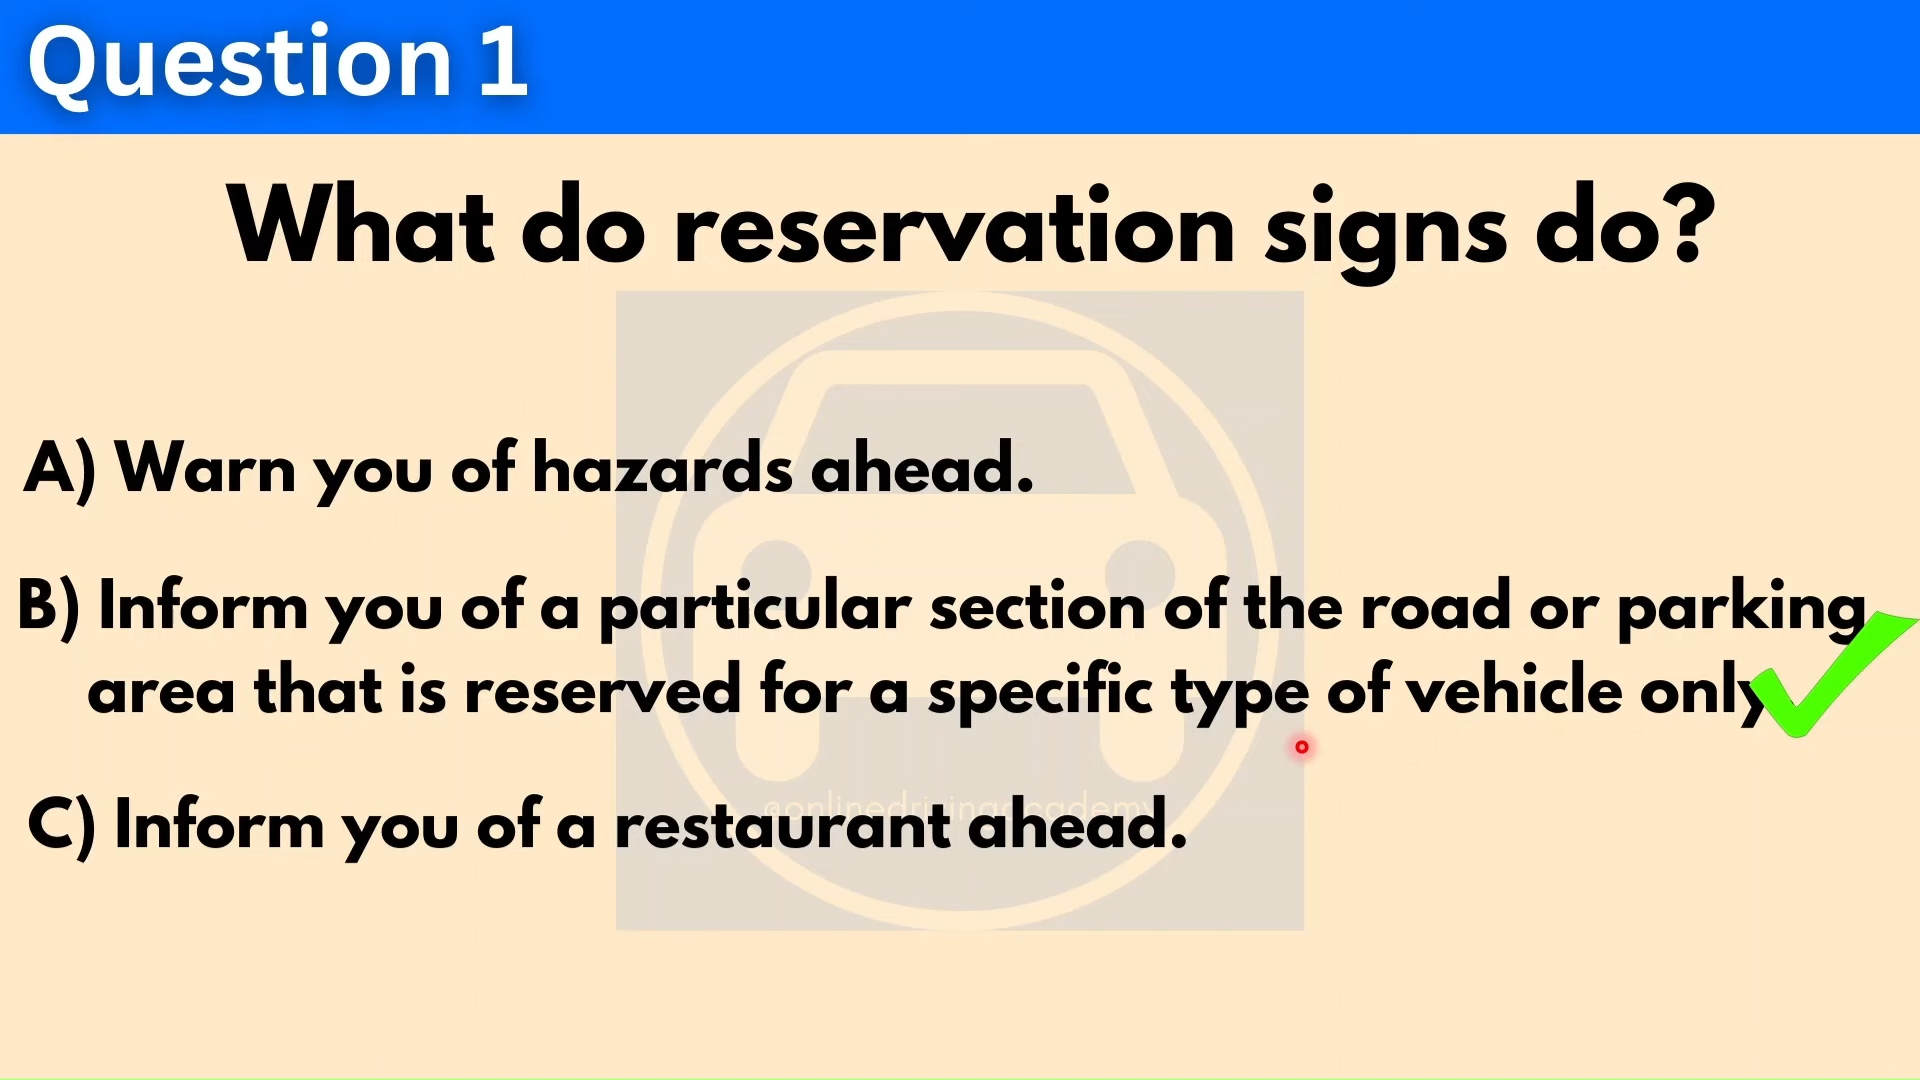 Question 1
What do reservation signs do?
A) Warn you of hazards ahead.
B) Inform you of a particular section of the road or parking
area that is reserved for a specific type of vehicle only
C) Inform you of a restaurant ahead.
@onlinedrivingacademy